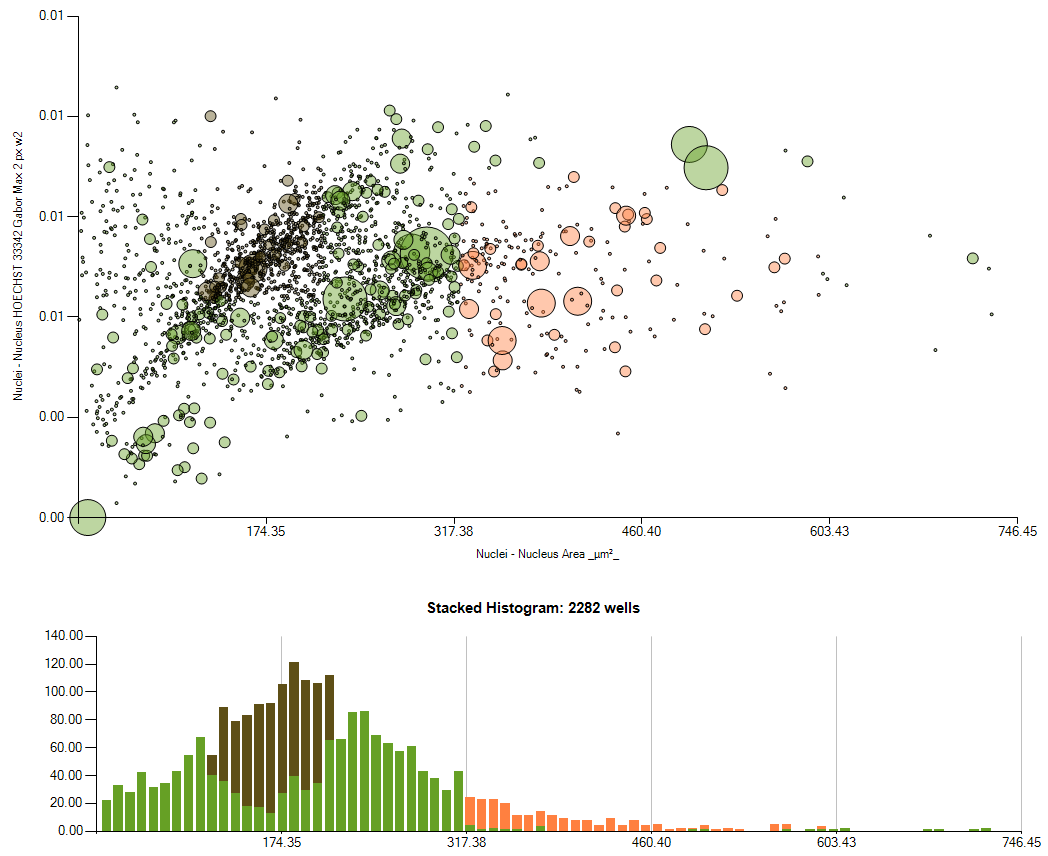 0.01
0.01
0.01
0.01
0.00
0.00
Nuclei - Nucleus HOECHST 33342 Gabor Max 2 px w2
174.35 317.38 460.40 603.43 746.45
Nuclei - Nucleus Area _µm²_
Stacked Histogram: 2282 wells
140.00
120.00
100.00
80.00
60.00
40.00
20.00
0.00
174.35 317.38 460.40 603.43 746.45